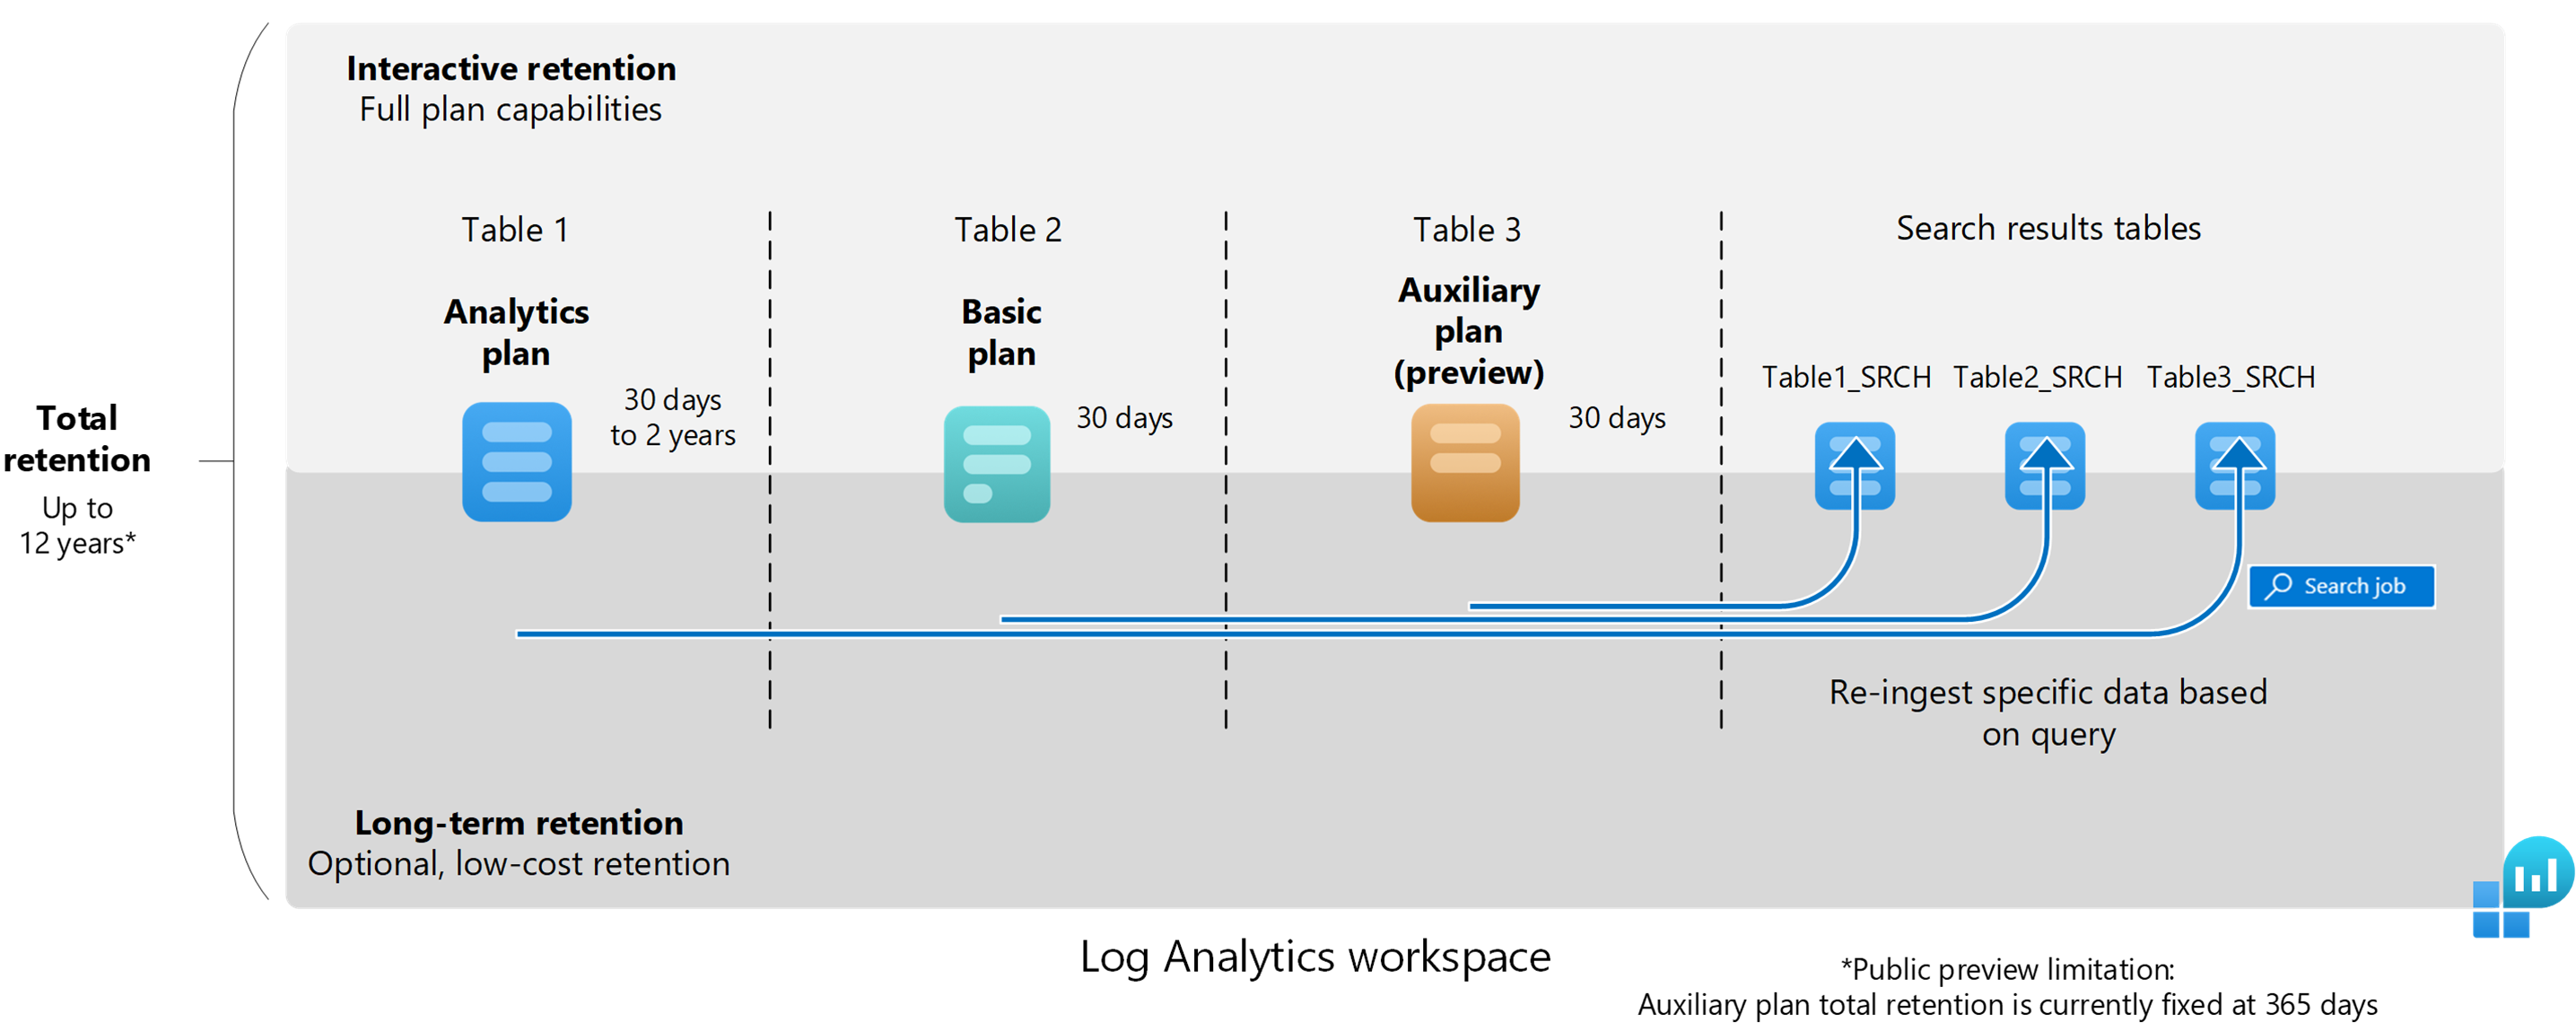 Interactive retention
Full plan capabilities
Table 1
Analytics
plan
30 days
to 2 years
Table 2
Basic
plan
30 days
Table 3
Auxiliary
plan
(preview)
30 days
Search results tables
Table1_SRCH
Table2_SRCH
Table3_SRCH
Total
retention
Up to
12 years*
Search job
Re-ingest specific data based
on query
Long-term retention
Optional, low-cost retention
Log Analytics workspace
*Public preview limitation:
Auxiliary plan total retention is currently fixed at 365 days